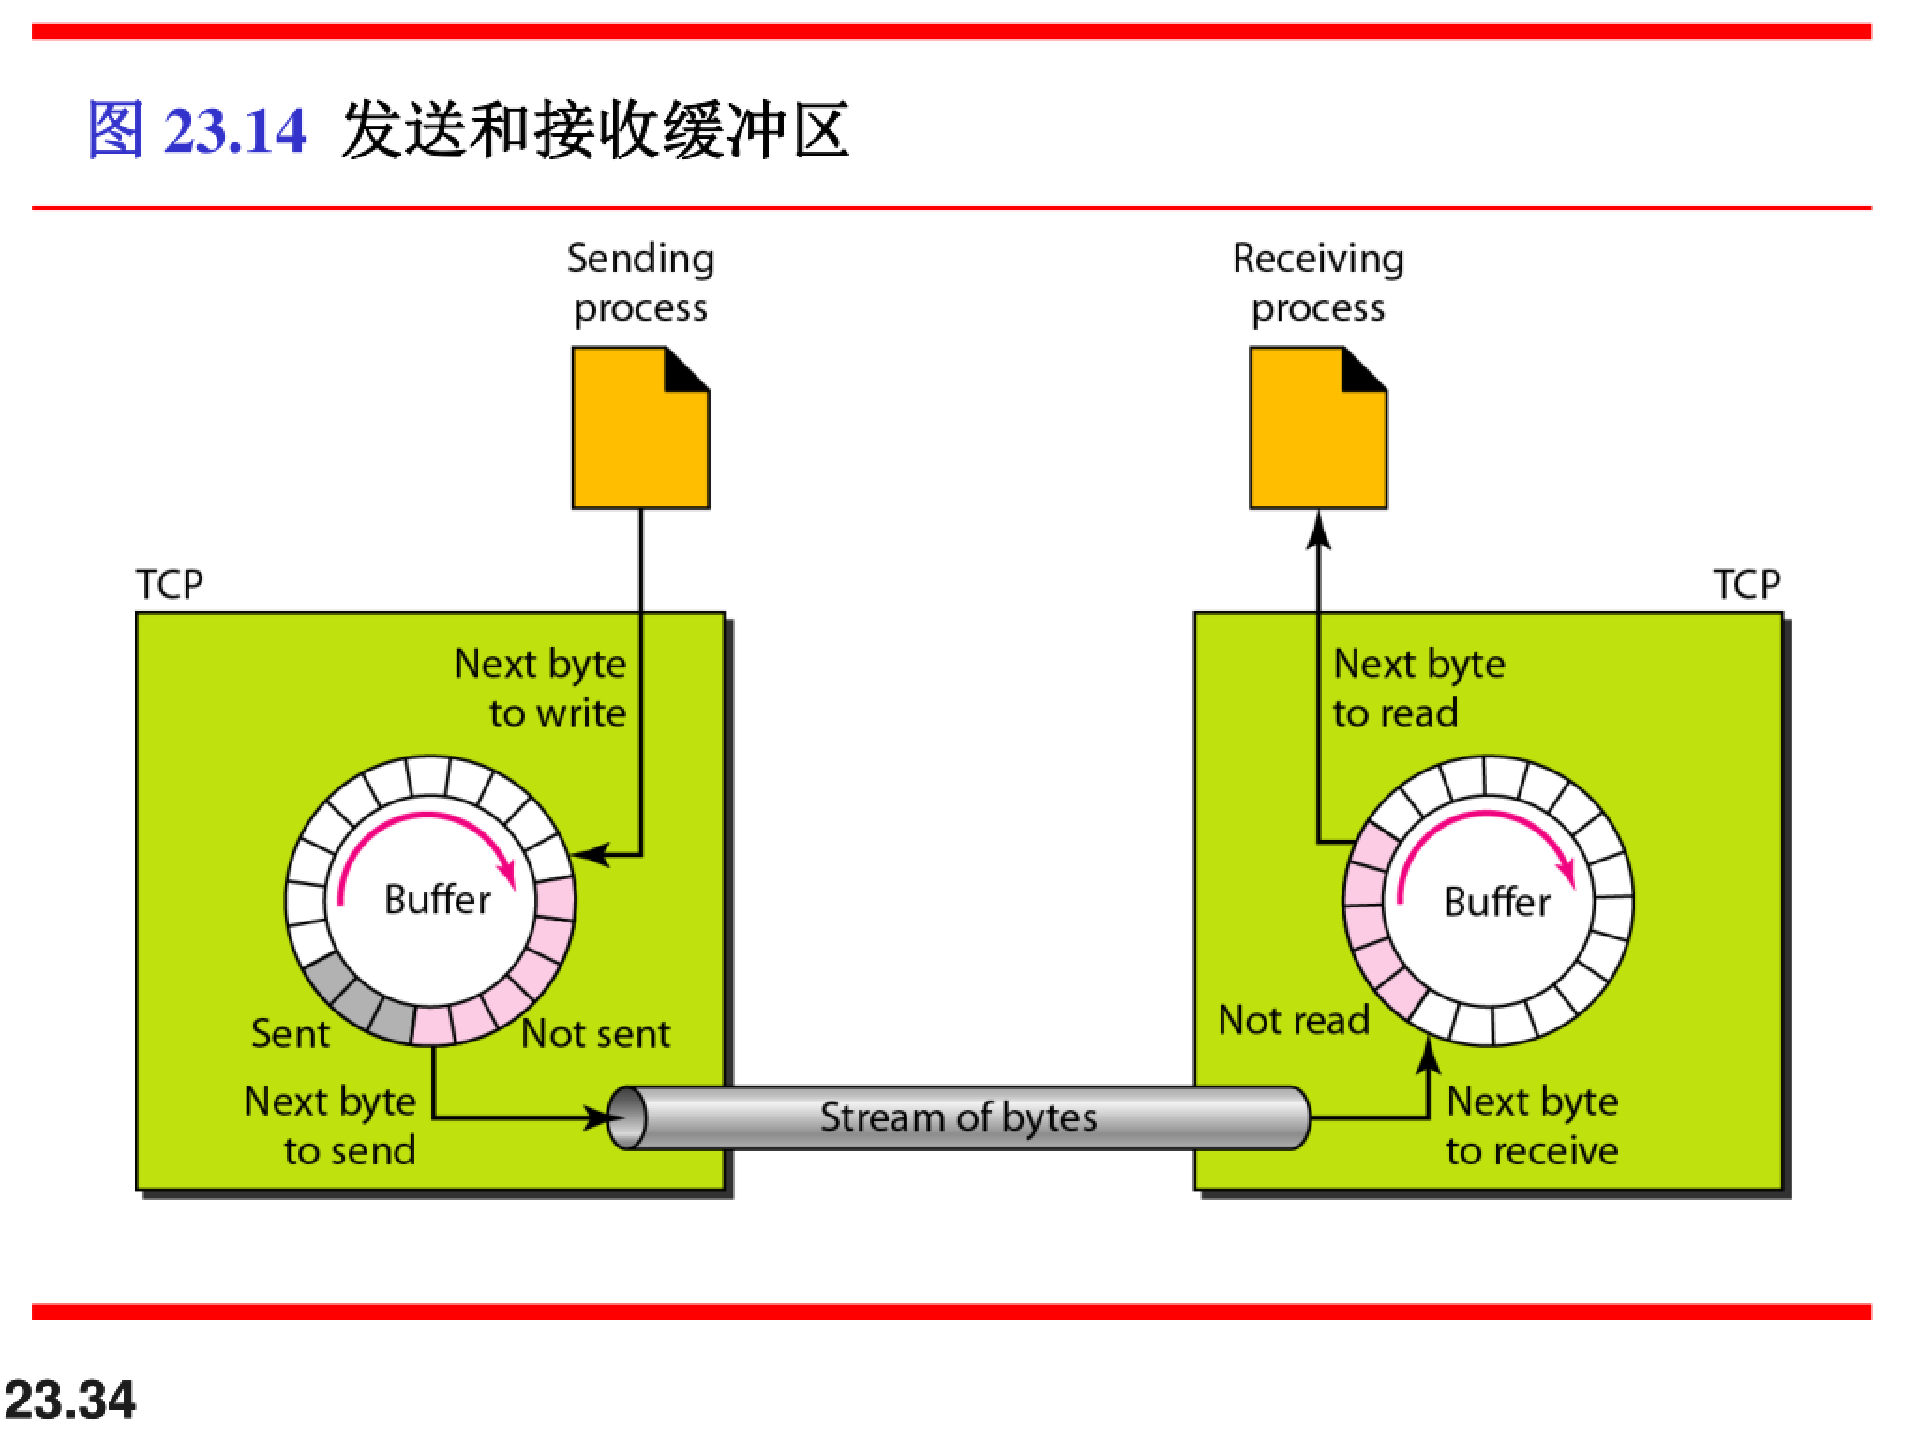 图 23.14 发送和接收缓冲区
Sending
process
Receiving
process
TCP
TCP
Next byte
to write
Next byte
to read
Buffer
Buffer
Sent
Not sent
Not read
Next byte
to send
Stream of bytes
Next byte
to receive
23.34